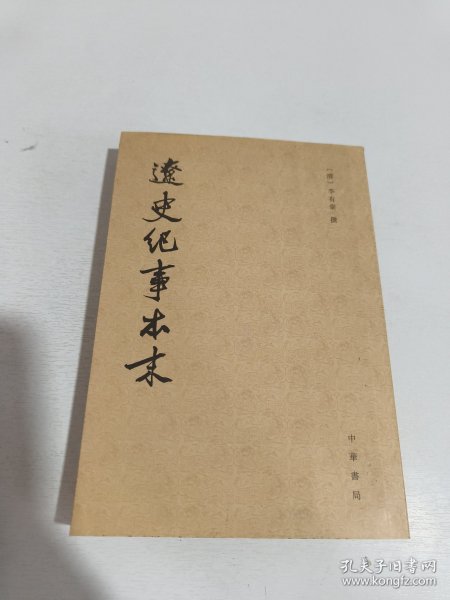 〔清〕李有棠 撰
遼史紀事本末
中華書局
孔夫子旧书网
www.kongfz.com